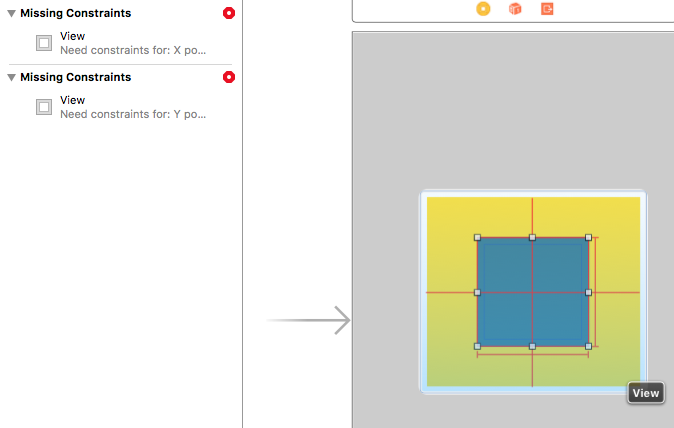 Missing Constraints
View
Need constraints for: X po...
Missing Constraints
View
Need constraints for: Y po...
View